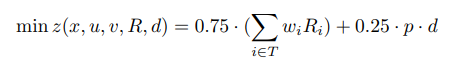 min z(x, u, v, R, d) = 0.75 · (∑_{i∈T} w_i R_i) + 0.25 · p · d